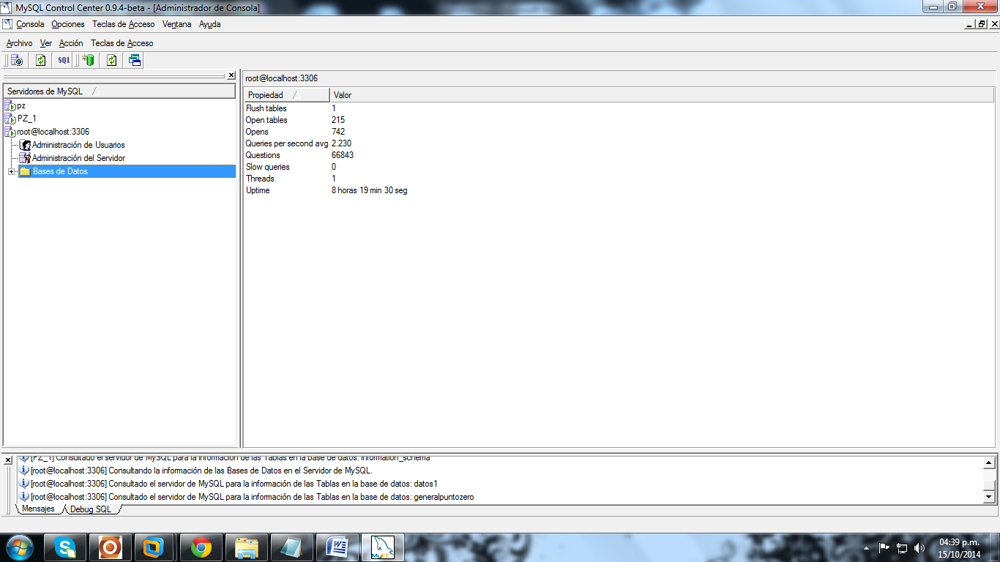 MySQL Control Center 0.9.4-beta - [Administrador de Consola]
Consola Opciones Teclas de Acceso Ventana Ayuda
Archivo Ver Acción Teclas de Acceso
SQL
Servidores de MySQL
pz
PZ_1
root@localhost:3306
Administración de Usuarios
Administración del Servidor
Bases de Datos
root@localhost:3306
Propiedad Valor
Flush tables 1
Open tables 215
Opens 742
Queries per second avg 2.230
Questions 66843
Slow queries 0
Threads 1
Uptime 8 horas 19 min 30 seg
[PZ_1] Consultado el servidor de MySQL para la información de las Tablas en la base de datos: information_schema
[root@localhost:3306] Consultando la información de las Bases de Datos en el Servidor de MySQL.
[root@localhost:3306] Consultado el servidor de MySQL para la información de las Tablas en la base de datos: datos1
[root@localhost:3306] Consultado el servidor de MySQL para la información de las Tablas en la base de datos: generalpuntozero
Mensajes Debug SQL
MyCC
04:39 p.m.
15/10/2014